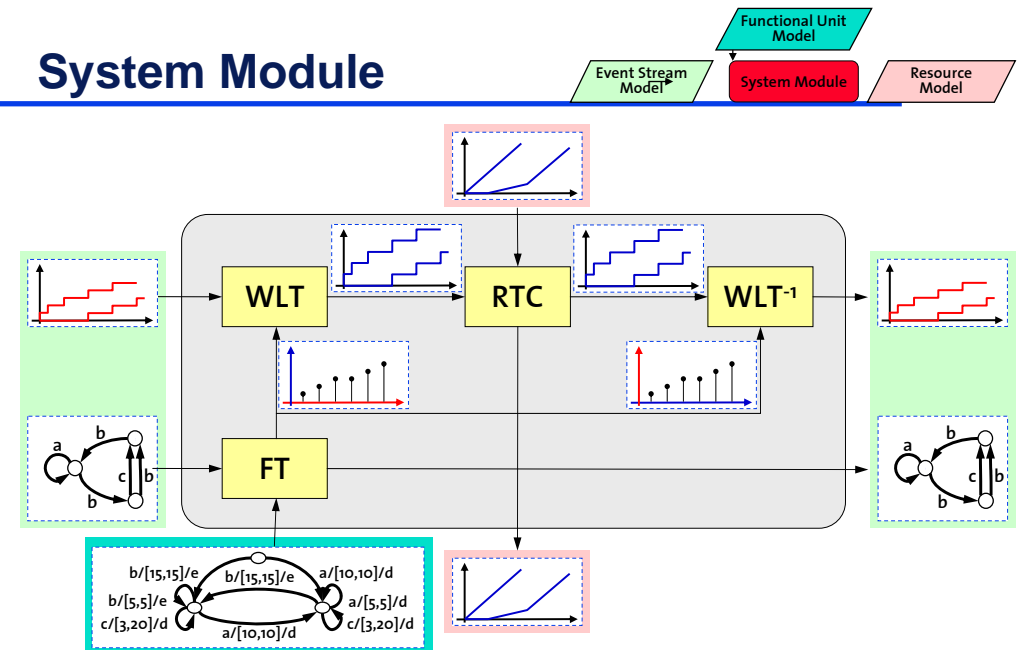 System Module
Functional Unit
Model
Event Stream
Model
System Module
Resource
Model
WLT
RTC
WLT-1
a
b
c
b
b
FT
a
b
c
b
b
b/[15,15]/e
b/[15,15]/e
a/[10,10]/d
b/[5,5]/e
a/[5,5]/d
c/[3,20]/d
c/[3,20]/d
a/[10,10]/d